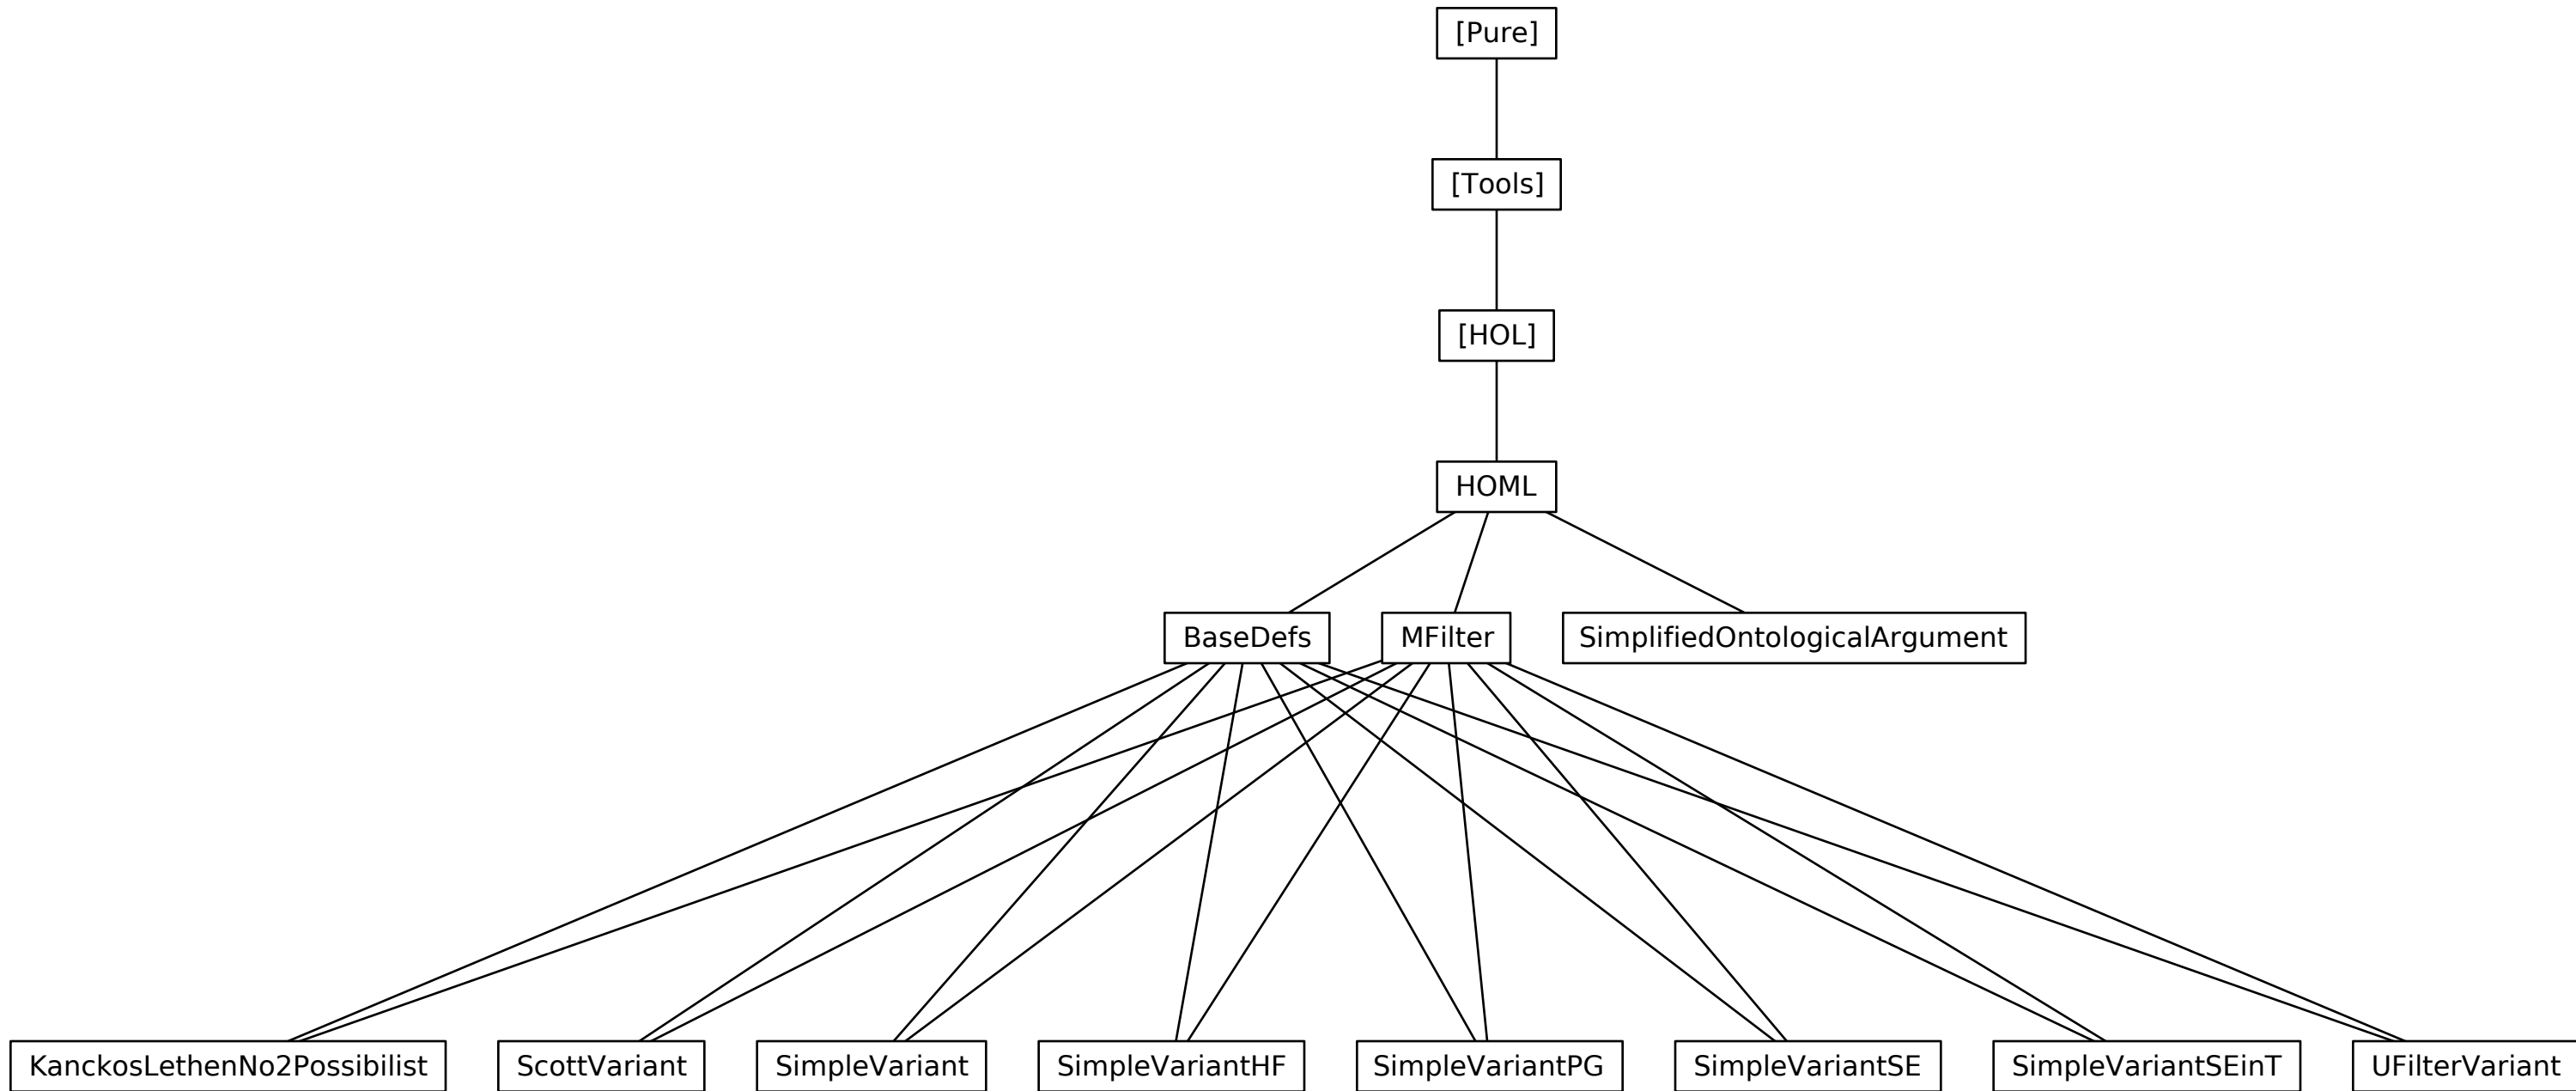 [Pure]
[Tools]
[HOL]
HOML
BaseDefs
MFilter
SimplifiedOntologicalArgument
KanckosLethenNo2Possibilist
ScottVariant
SimpleVariant
SimpleVariantHF
SimpleVariantPG
SimpleVariantSE
SimpleVariantSEinT
UFilterVariant